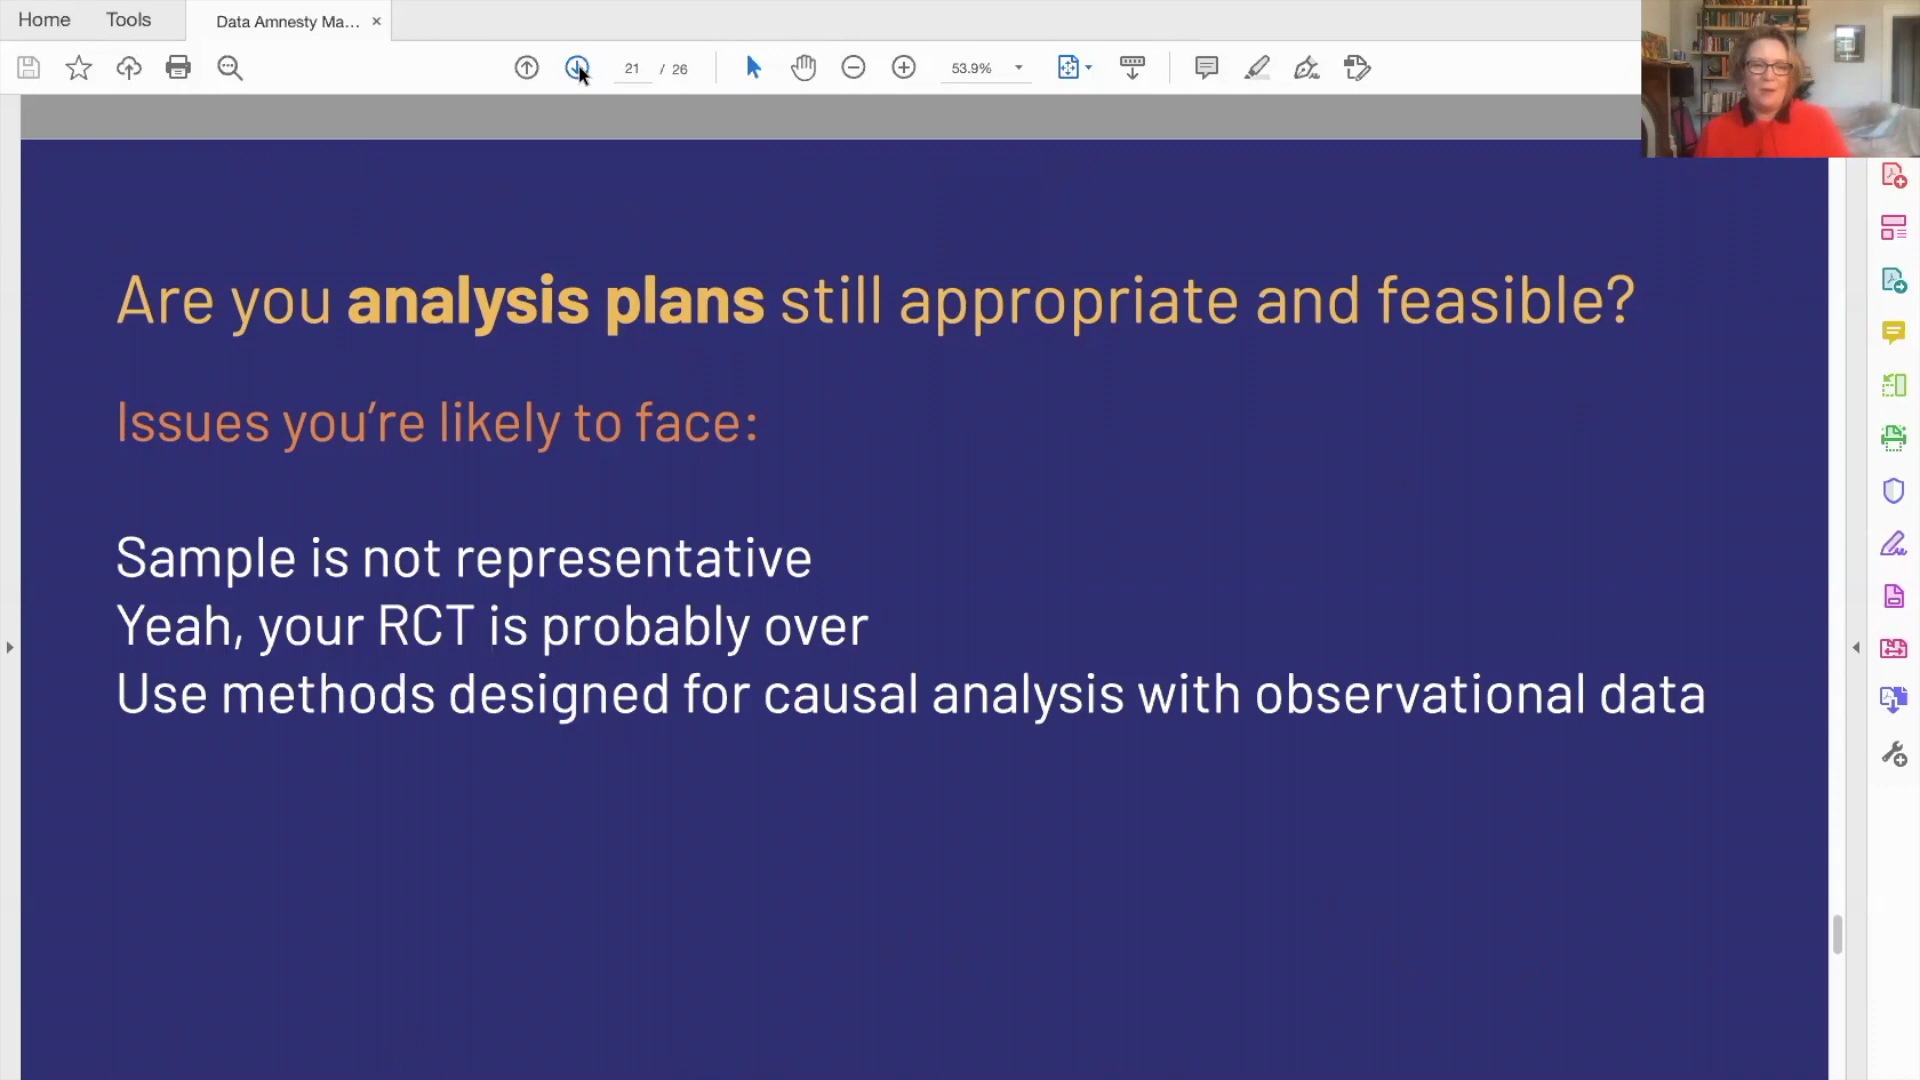 Home Tools Data Amnesty Ma... ×
21 / 26 53.9%
Are you analysis plans still appropriate and feasible?
Issues you’re likely to face:
Sample is not representative
Yeah, your RCT is probably over
Use methods designed for causal analysis with observational data